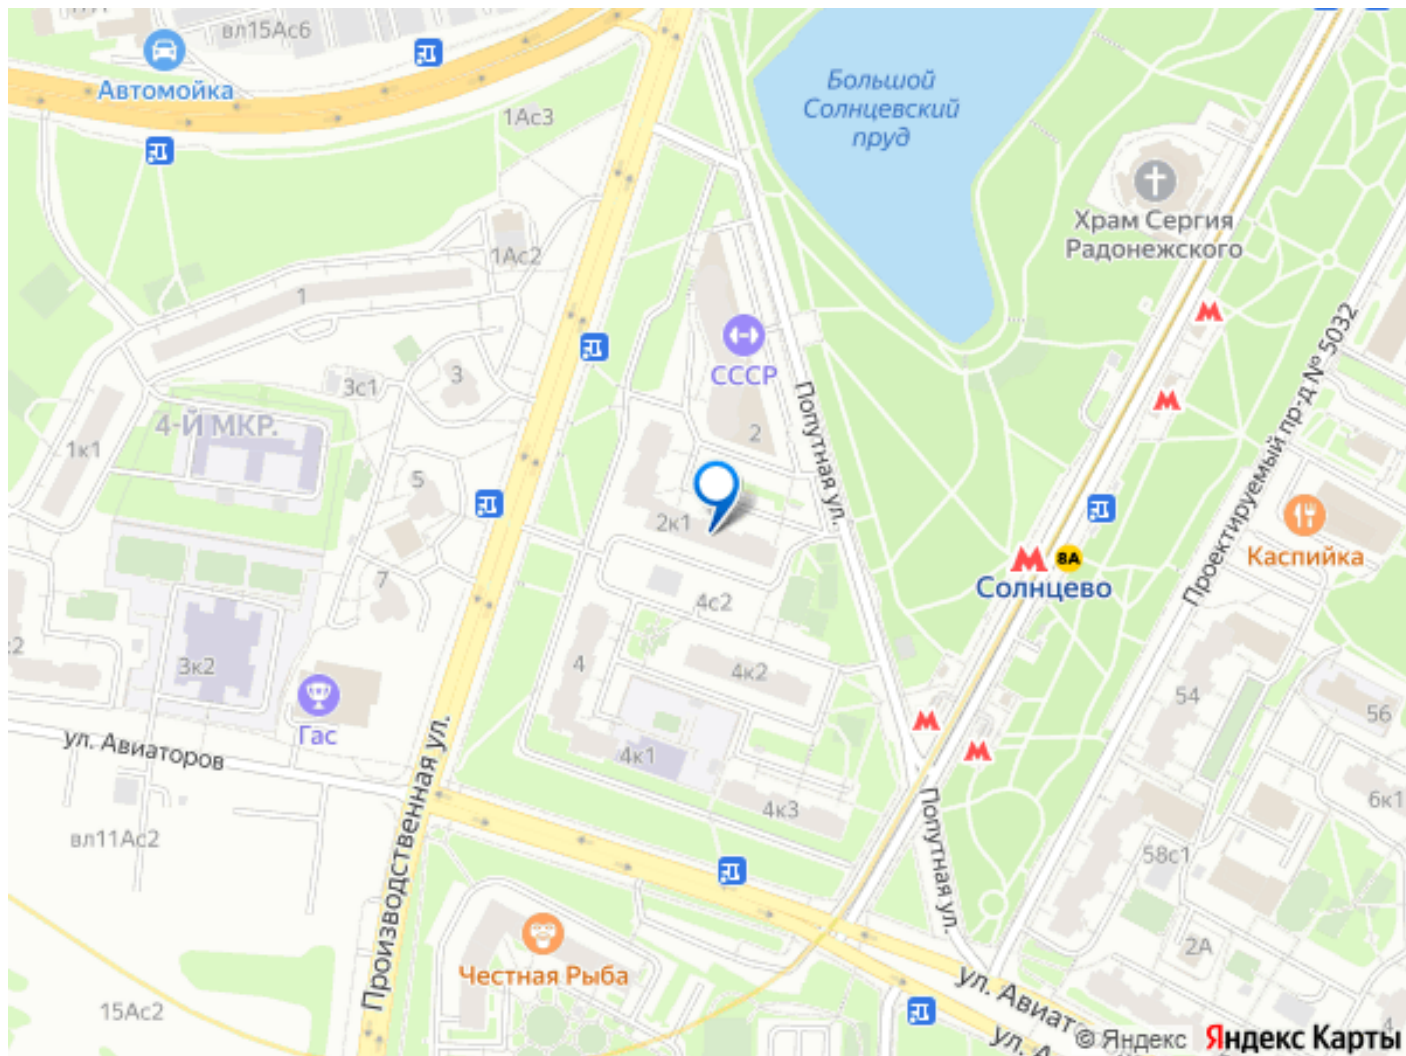 вл15Ас6
Автомойка
1Ас3
Большой
Солнцевский
пруд
Храм Сергия
Радонежского
1Ас2
1
3
3с1
СССР
4-Й МКР.
1к1
2
5
Попутная ул.
Проектируемый пр-д № 5032
2к1
8А
Солнцево
Каспийка
7
4с2
3к2
4
4к2
54
56
Гас
ул. Авиаторов
4к1
4к3
6к1
вл11Ас2
58с1
Производственная ул.
Попутная ул.
2А
Честная Рыба
15Ас2
ул. Авиат
ул. А
4
© Яндекс Яндекс Карты